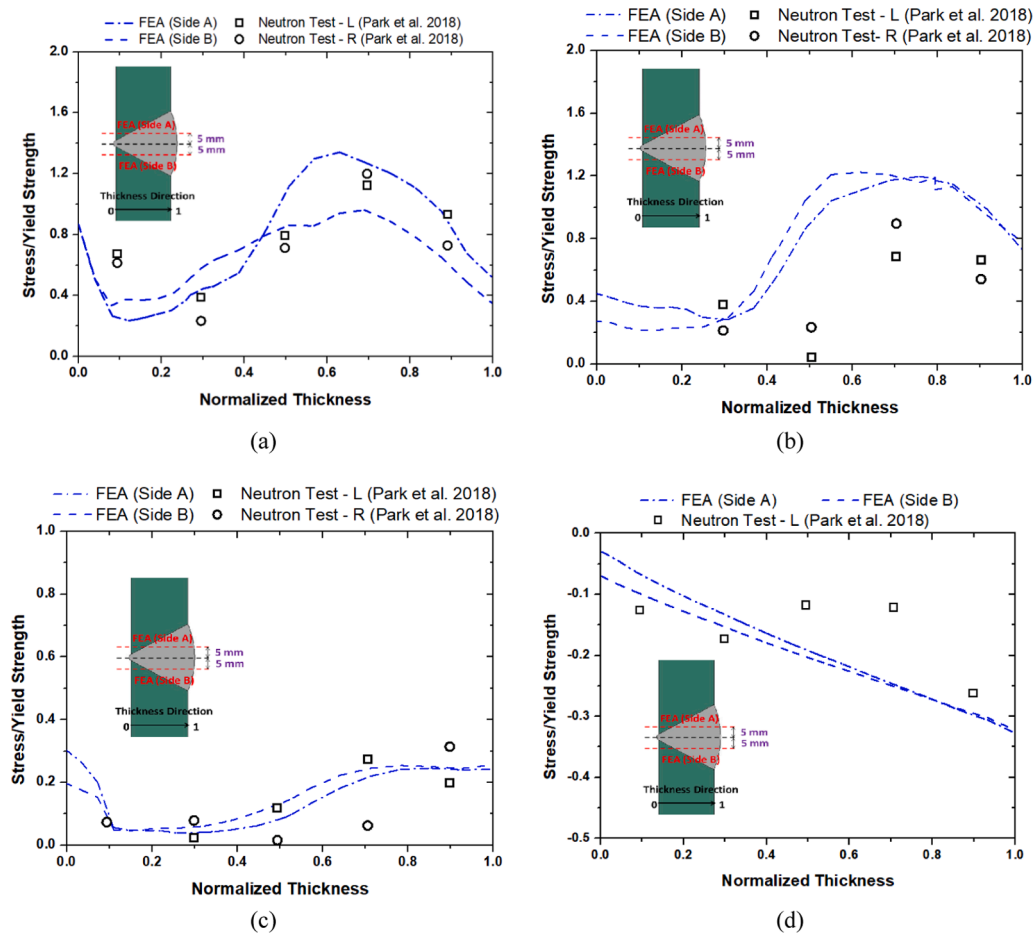 (a)
FEA (Side A)
Neutron Test - L (Park et al. 2018)
FEA (Side B)
Neutron Test - R (Park et al. 2018)
Stress/Yield Strength
2.0
1.6
1.2
0.8
0.4
0.0
FEA (Side A)
5 mm
5 mm
FEA (Side B)
Thickness Direction
0
1
0.0 0.2 0.4 0.6 0.8 1.0
Normalized Thickness
(a)
(b)
FEA (Side A)
Neutron Test - L (Park et al. 2018)
FEA (Side B)
Neutron Test- R (Park et al. 2018)
Stress/Yield Strength
2.0
1.6
1.2
0.8
0.4
0.0
FEA (Side A)
5 mm
5 mm
FEA (Side B)
Thickness Direction
0
1
0.0 0.2 0.4 0.6 0.8 1.0
Normalized Thickness
(b)
FEA (Side A)
Neutron Test - L (Park et al. 2018)
FEA (Side B)
Neutron Test - R (Park et al. 2018)
Stress/Yield Strength
1.0
0.8
0.6
0.4
0.2
0.0
FEA (Side A)
5 mm
5 mm
FEA (Side B)
Thickness Direction
0
1
0.0 0.2 0.4 0.6 0.8 1.0
Normalized Thickness
(c)
FEA (Side A)
FEA (Side B)
Neutron Test - L (Park et al. 2018)
Stress/Yield Strength
0.0
-0.1
-0.2
-0.3
-0.4
-0.5
FEA (Side A)
5 mm
5 mm
FEA (Side B)
Thickness Direction
0
1
0.0 0.2 0.4 0.6 0.8 1.0
Normalized Thickness
(d)